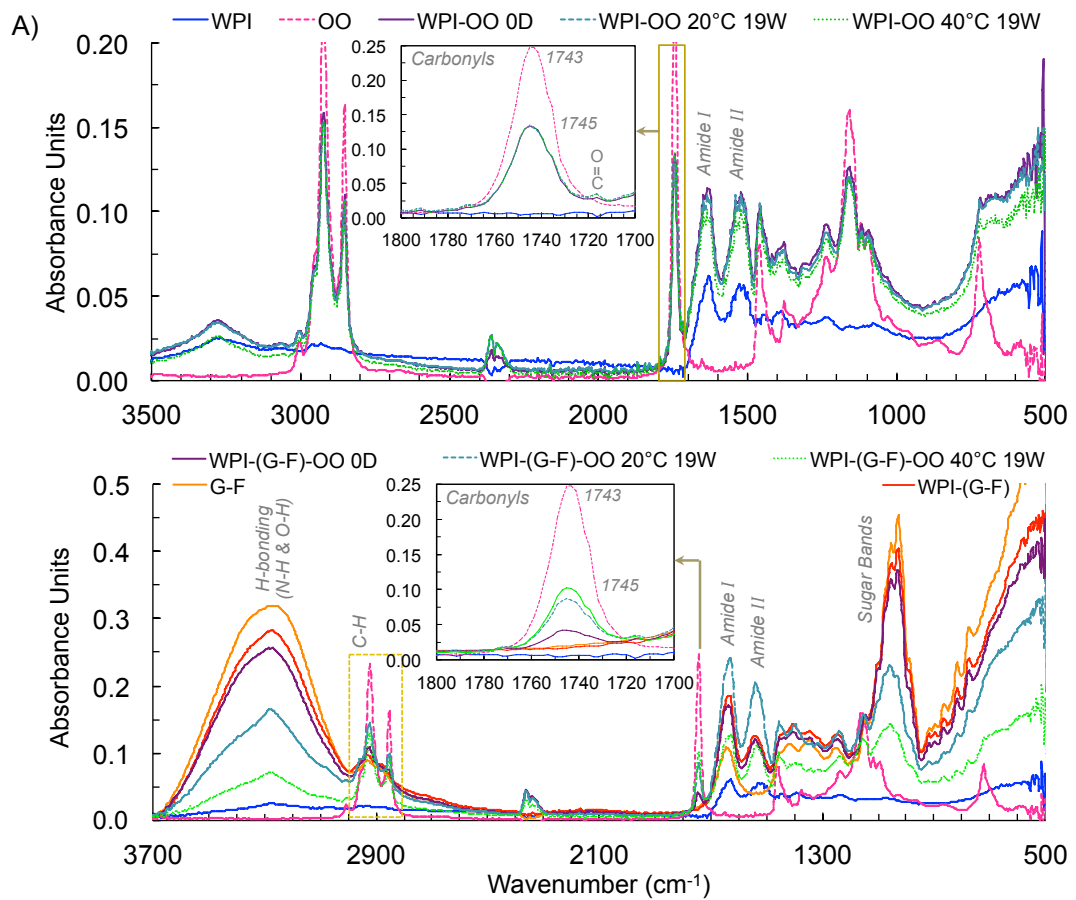 A)
WPI OO WPI-OO 0D WPI-OO 20°C 19W WPI-OO 40°C 19W
0.20
0.15
0.10
0.05
0.00
Absorbance Units
3500 3000 2500 2000 1500 1000 500
0.25
0.20
0.15
0.10
0.05
0.00
Carbonyls
1743
1745
O
=
C
1800 1780 1760 1740 1720 1700
Amide I
Amide II
WPI-(G-F)-OO 0D WPI-(G-F)-OO 20°C 19W WPI-(G-F)-OO 40°C 19W
G-F WPI-(G-F)
0.5
0.4
0.3
0.2
0.1
0.0
Absorbance Units
H-bonding
(N-H & O-H)
C-H
0.25
0.20
0.15
0.10
0.05
0.00
Carbonyls
1743
1745
1800 1780 1760 1740 1720 1700
Amide I
Amide II
Sugar Bands
3700 2900 2100 1300 500
Wavenumber (cm⁻¹)